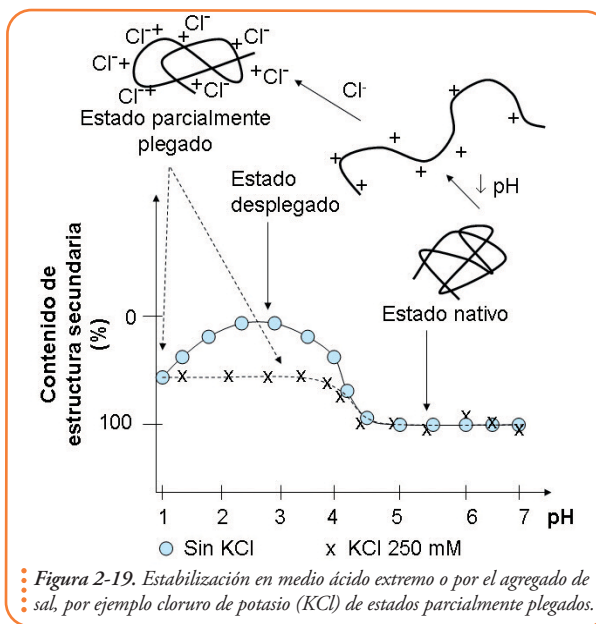 Cl⁻ Cl⁻
Cl⁻+ + +
Cl⁻+ +Cl⁻
Cl⁻+ +Cl⁻ +
Cl⁻
Estado parcialmente
plegado
Estado
desplegado
+ + + + + + +
↓ pH
Estado nativo
Contenido de
estructura secundaria
(%)
0
100
1 2 3 4 5 6 7 pH
Sin KCl x KCl 250 mM
Figura 2-19. Estabilización en medio ácido extremo o por el agregado de
sal, por ejemplo cloruro de potasio (KCl) de estados parcialmente plegados.